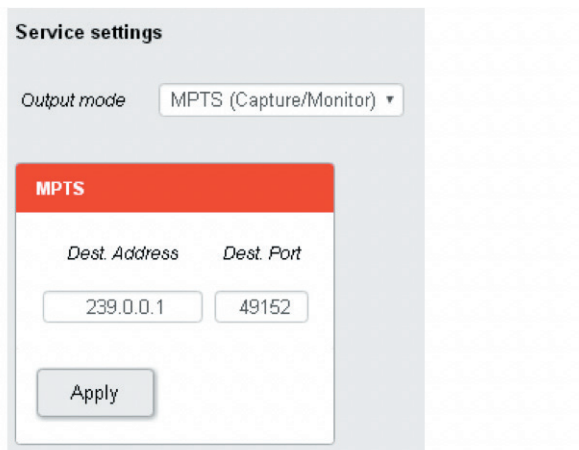 Service settings
Output mode MPTS (Capture/Monitor)
MPTS
Dest. Address Dest. Port
239.0.0.1 49152
Apply